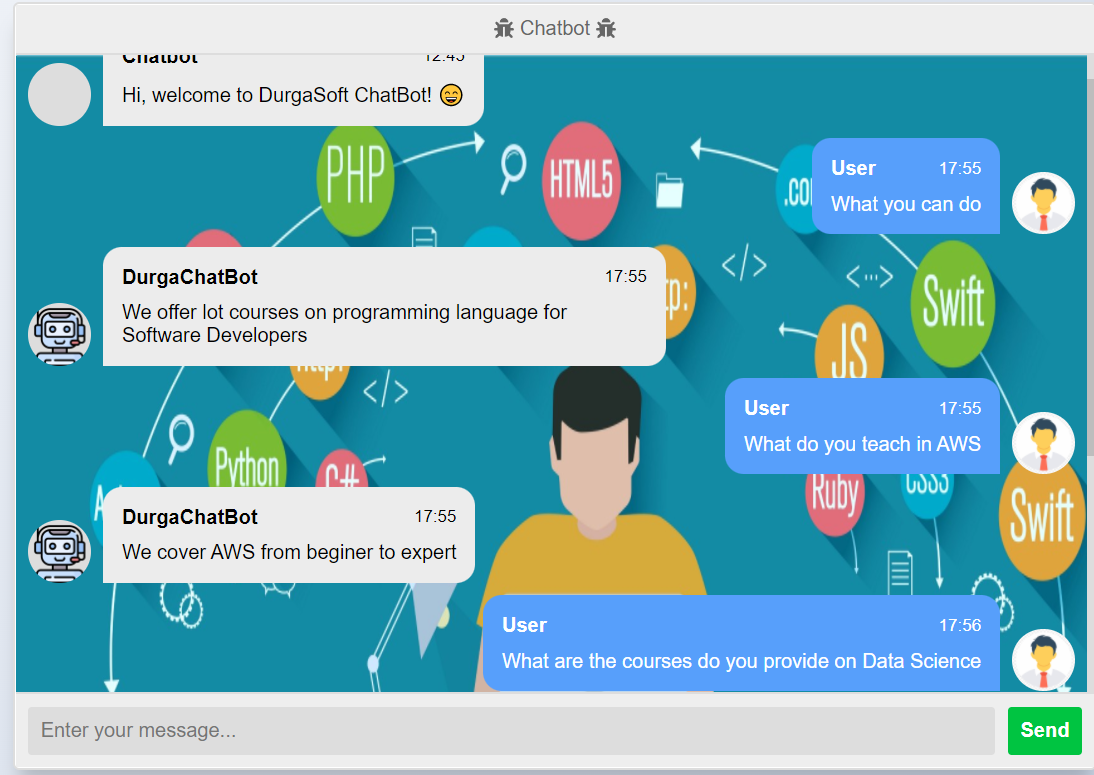 Chatbot
Chatbot 12:45
Hi, welcome to DurgaSoft ChatBot! 😄
PHP
HTML5
User 17:55
What you can do
DurgaChatBot 17:55
We offer lot courses on programming language for
Software Developers
Swift
JS
User 17:55
What do you teach in AWS
Python
C#
Ruby
CSS3
Swift
DurgaChatBot 17:55
We cover AWS from beginer to expert
User 17:56
What are the courses do you provide on Data Science
Enter your message...
Send